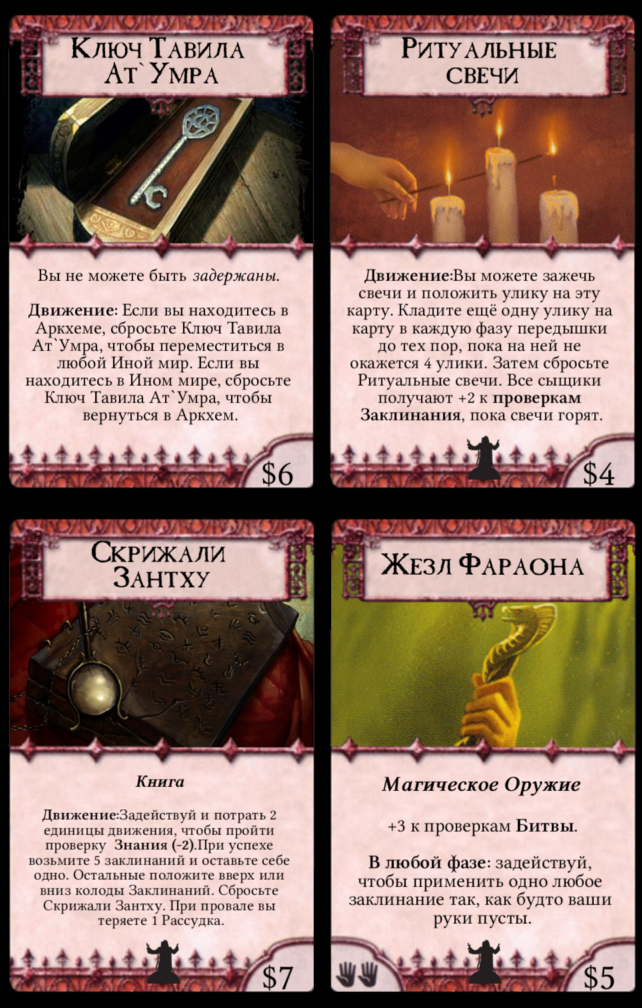 Ключ Тавила
Ат`Умра
Вы не можете быть задержаны.
Движение: Если вы находитесь в
Аркхеме, сбросьте Ключ Тавила
Ат`Умра, чтобы переместиться в
любой Иной мир. Если вы
находитесь в Ином мире, сбросьте
Ключ Тавила Ат`Умра, чтобы
вернуться в Аркхем.
$6
Ритуальные
свечи
Движение:Вы можете зажечь
свечи и положить улику на эту
карту. Кладите ещё одну улику на
карту в каждую фазу передышки
до тех пор, пока на ней не
окажется 4 улики. Затем сбросьте
Ритуальные свечи. Все сыщики
получают +2 к проверкам
Заклинания, пока свечи горят.
$4
Скрижали
Зантху
Книга
Движение:Задействуй и потрать 2
единицы движения, чтобы пройти
проверку Знания (-2).При успехе
возьмите 5 заклинаний и оставьте себе
одно. Остальные положите вверх или
вниз колоды Заклинаний. Сбросьте
Скрижали Зантху. При провале вы
теряете 1 Рассудка.
$7
Жезл Фараона
Магическое Оружие
+3 к проверкам Битвы.
В любой фазе: задействуй,
чтобы применить одно любое
заклинание так, как будто ваши
руки пусты.
$5